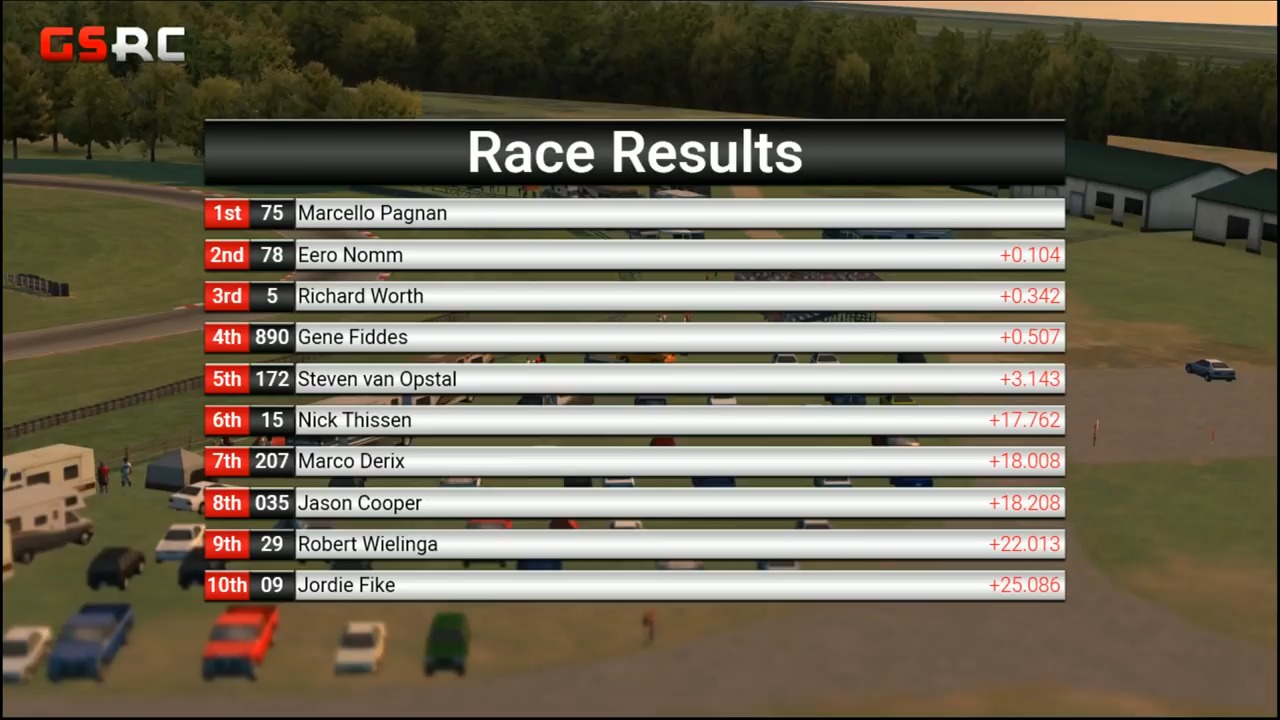 GSRC
Race Results
1st 75 Marcello Pagnan
2nd 78 Eero Nomm +0.104
3rd 5 Richard Worth +0.342
4th 890 Gene Fiddes +0.507
5th 172 Steven van Opstal +3.143
6th 15 Nick Thissen +17.762
7th 207 Marco Derix +18.008
8th 035 Jason Cooper +18.208
9th 29 Robert Wielinga +22.013
10th 09 Jordie Fike +25.086